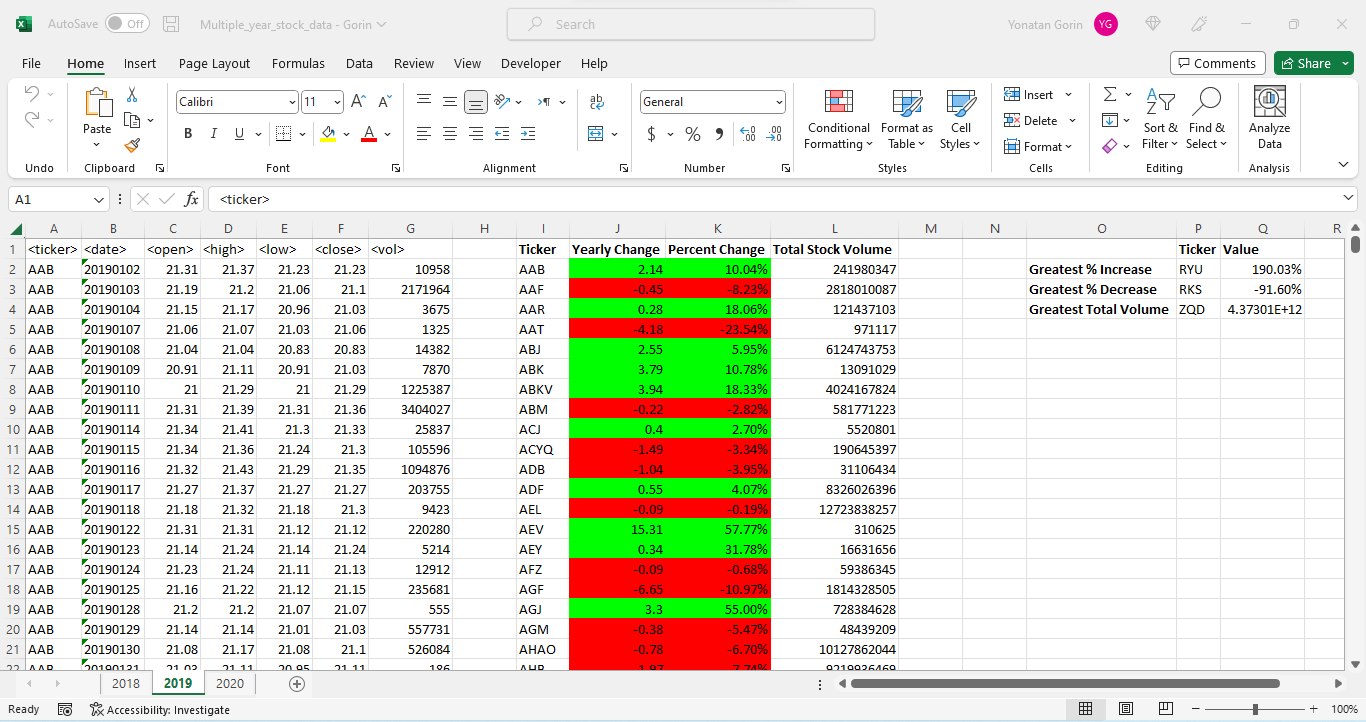 AutoSave Off Multiple_year_stock_data - Gorin Search Yonatan Gorin YG
File Home Insert Page Layout Formulas Data Review View Developer Help Comments Share
Paste Calibri 11 General Conditional Formatting Format as Table Cell Styles Insert Delete Format Sort & Filter Find & Select Analyze Data
Undo Clipboard Font Alignment Number Styles Cells Editing Analysis
A1 fx <ticker>
A B C D E F G H I J K L M N O P Q R
1 <ticker> <date> <open> <high> <low> <close> <vol> Ticker Yearly Change Percent Change Total Stock Volume Ticker Value
2 AAB 20190102 21.31 21.37 21.23 21.23 10958 AAB 2.14 10.04% 241980347 Greatest % Increase RYU 190.03%
3 AAB 20190103 21.19 21.2 21.06 21.1 2171964 AAF -0.45 -8.23% 2818010087 Greatest % Decrease RKS -91.60%
4 AAB 20190104 21.15 21.17 20.96 21.03 3675 AAR 0.28 18.06% 121437103 Greatest Total Volume ZQD 4.37301E+12
5 AAB 20190107 21.06 21.07 21.03 21.06 1325 AAT -4.18 -23.54% 971117
6 AAB 20190108 21.04 21.04 20.83 20.83 14382 ABJ 2.55 5.95% 6124743753
7 AAB 20190109 20.91 21.11 20.91 21.03 7870 ABK 3.79 10.78% 13091029
8 AAB 20190110 21 21.29 21 21.29 1225387 ABKV 3.94 18.33% 4024167824
9 AAB 20190111 21.31 21.39 21.31 21.36 3404027 ABM -0.22 -2.82% 581771223
10 AAB 20190114 21.34 21.41 21.3 21.33 25837 ACJ 0.4 2.70% 5520801
11 AAB 20190115 21.34 21.36 21.24 21.3 105596 ACYQ -1.49 -3.34% 190645397
12 AAB 20190116 21.32 21.43 21.29 21.35 1094876 ADB -1.04 -3.95% 31106434
13 AAB 20190117 21.27 21.37 21.27 21.27 203755 ADF 0.55 4.07% 8326026396
14 AAB 20190118 21.18 21.32 21.18 21.3 9423 AEL -0.09 -0.19% 12723838257
15 AAB 20190122 21.31 21.31 21.12 21.12 220280 AEV 15.31 57.77% 310625
16 AAB 20190123 21.14 21.24 21.14 21.24 5214 AEY 0.34 31.78% 16631656
17 AAB 20190124 21.23 21.24 21.11 21.13 12912 AFZ -0.09 -0.68% 59386345
18 AAB 20190125 21.16 21.22 21.12 21.15 235681 AGF -6.65 -10.97% 1814328505
19 AAB 20190128 21.2 21.2 21.07 21.07 555 AGJ 3.3 55.00% 728384628
20 AAB 20190129 21.14 21.14 21.01 21.03 557731 AGM -0.38 -5.47% 48439209
21 AAB 20190130 21.08 21.17 21.08 21.1 526084 AHAO -0.78 -6.70% 10127862044
22 AAB 20190131 21.11 20.95 21.11 186
2018 2019 2020
Ready Accessibility: Investigate 100%